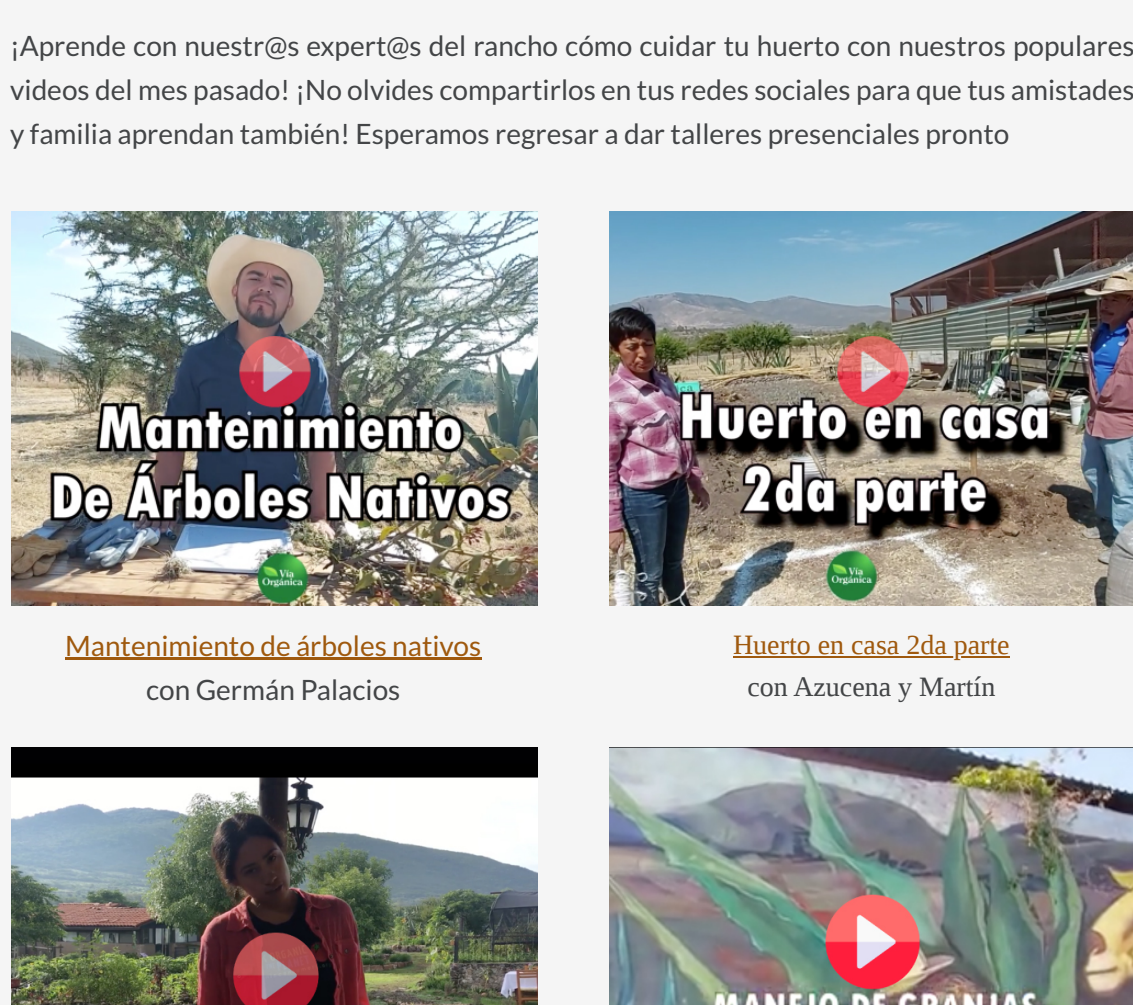 ¡Aprende con nuestr@s expert@s del rancho cómo cuidar tu huerto con nuestros populares
videos del mes pasado! ¡No olvides compartirlos en tus redes sociales para que tus amistades
y familia aprendan también! Esperamos regresar a dar talleres presenciales pronto
Mantenimiento
De Árboles Nativos
Vía
Orgánica
Huerto en casa
2da parte
Vía
Orgánica
Mantenimiento de árboles nativos
con Germán Palacios
Huerto en casa 2da parte
con Azucena y Martín
MANEJO DE GRANJAS